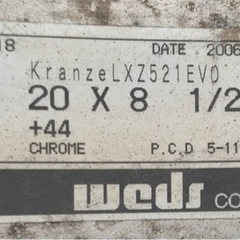 18 DATE 2006
KranzeLXZ521EVO
20 X 8 1/2
+44
CHROME P.C.D 5-11
weds CO